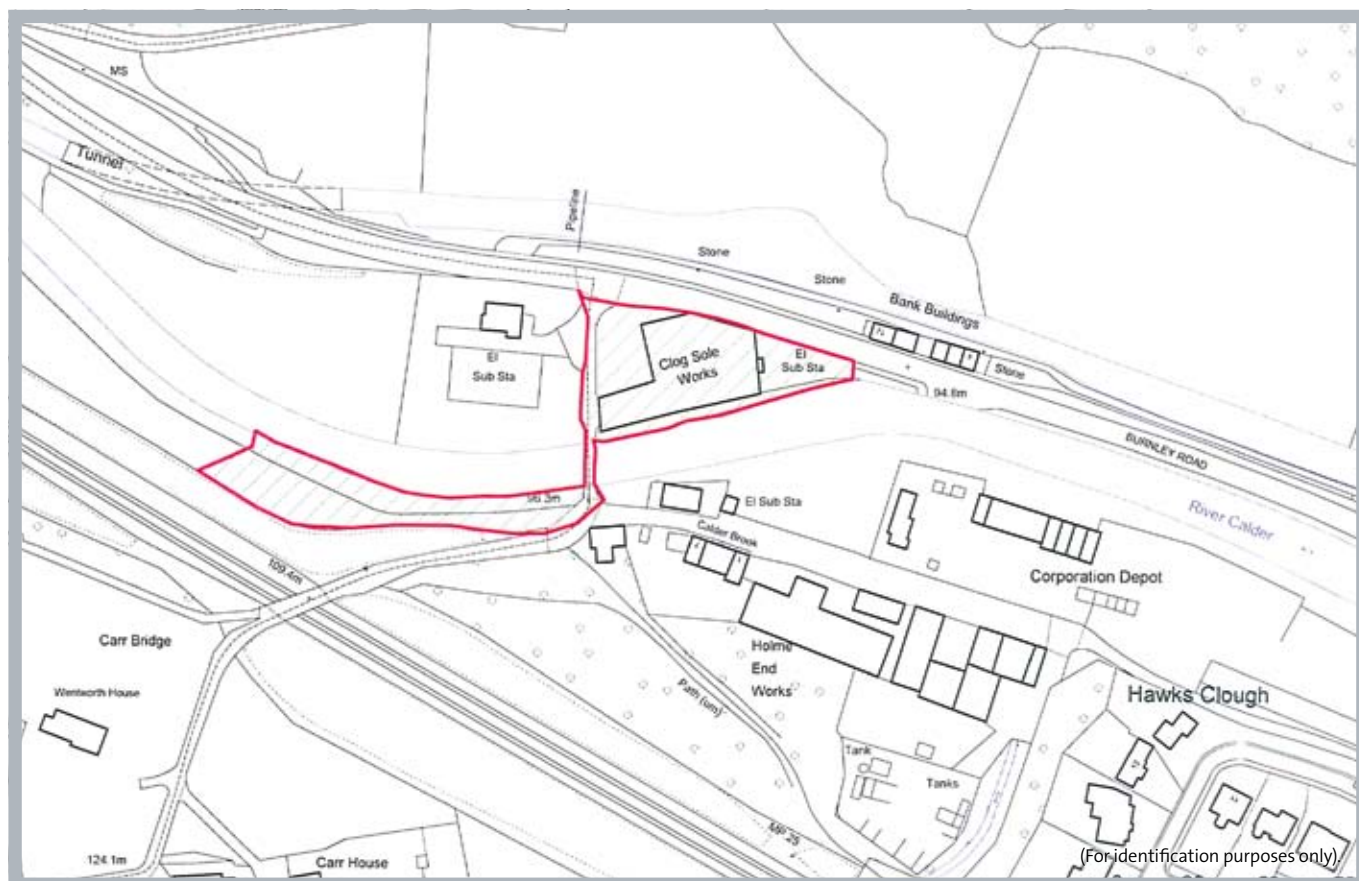 MS
Tunnel
Pipeline
Stone
Stone
Bank Buildings
Stone
El
Sub Sta
Clog Sole
Works
El
Sub Sta
94.8m
BURNLEY ROAD
River Calder
El Sub Sta
Calder Brook
Corporation Depot
109.4m
Carr Bridge
Wentworth House
Holme
End
Works
Path (um)
Hawks Clough
Tank
Tanks
MP 25
124.1m
Carr House
(For identification purposes only).